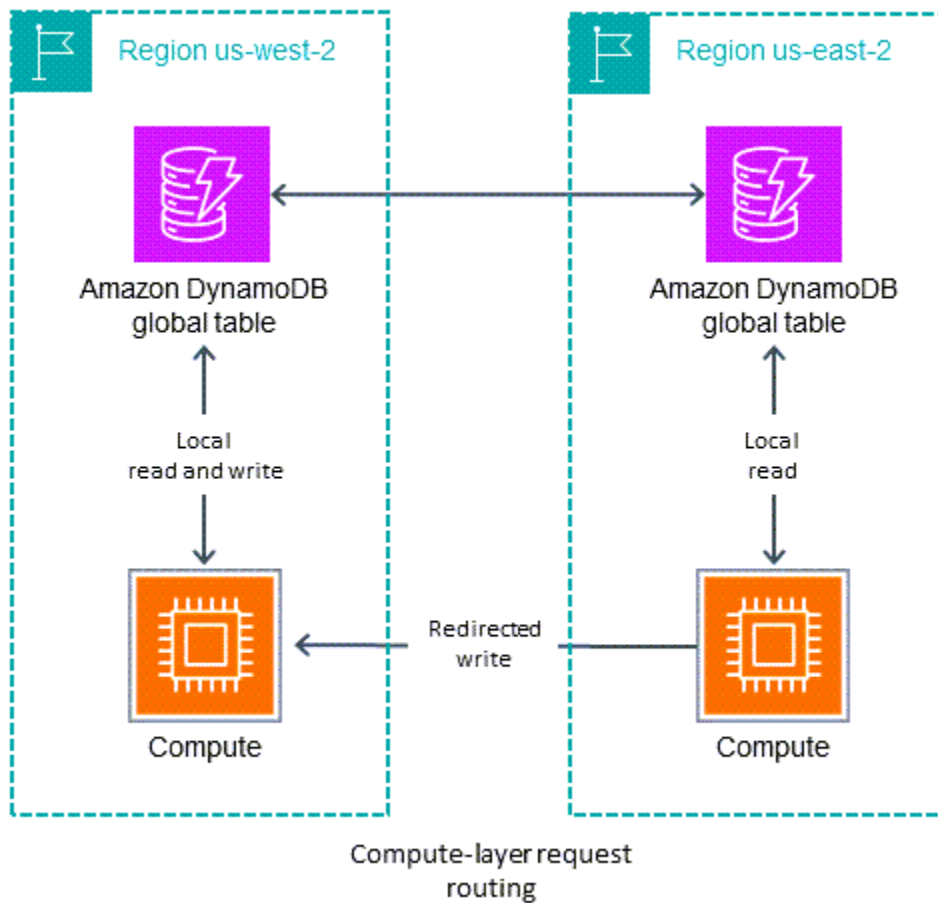 Region us-west-2
Region us-east-2
Amazon DynamoDB
global table
Amazon DynamoDB
global table
Local
read and write
Local
read
Redirected
write
Compute
Compute
Compute-layer request
routing